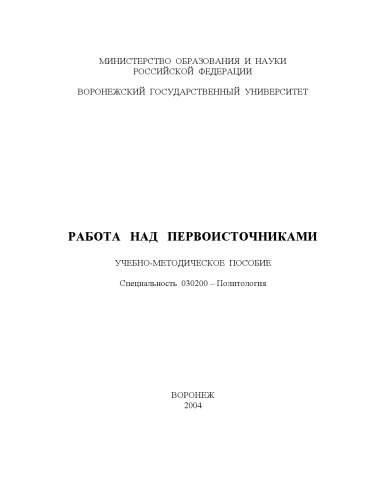 МИНИСТЕРСТВО ОБРАЗОВАНИЯ И НАУКИ
РОССИЙСКОЙ ФЕДЕРАЦИИ
ВОРОНЕЖСКИЙ ГОСУДАРСТВЕННЫЙ УНИВЕРСИТЕТ
РАБОТА НАД ПЕРВОИСТОЧНИКАМИ
УЧЕБНО-МЕТОДИЧЕСКОЕ ПОСОБИЕ
Специальность 030200 – Политология
ВОРОНЕЖ
2004